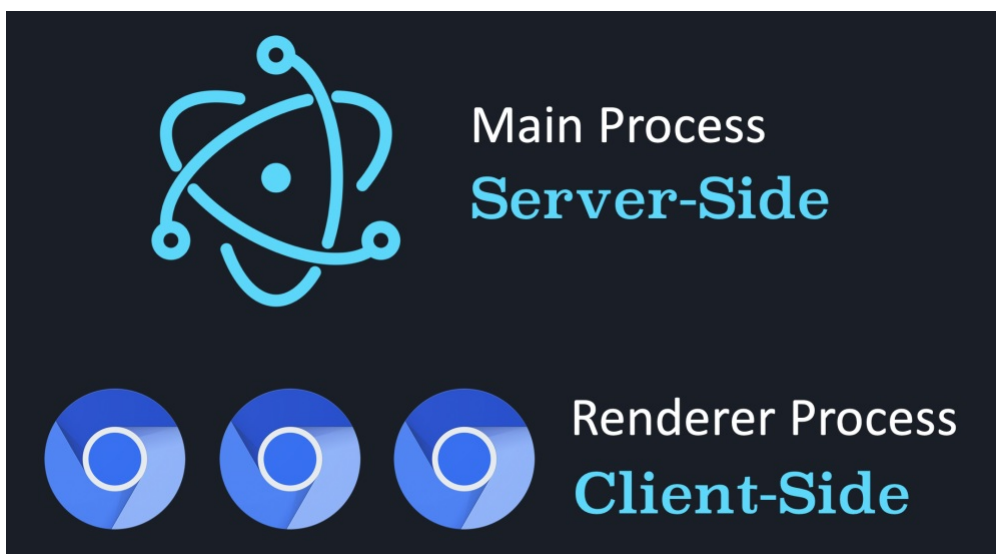 Main Process
Server-Side
Renderer Process
Client-Side